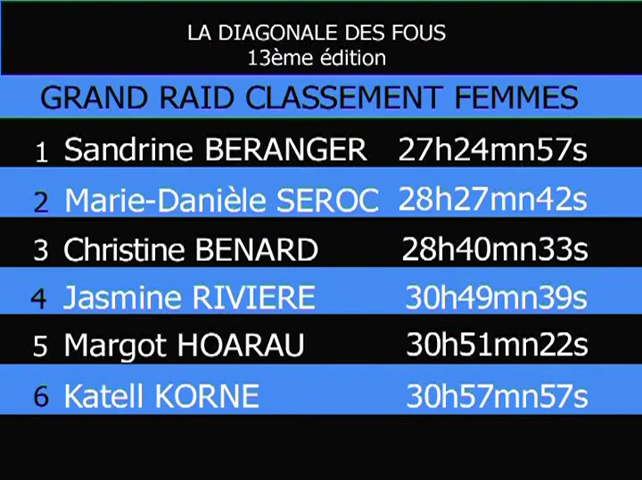 LA DIAGONALE DES FOUS
13ème édition
GRAND RAID CLASSEMENT FEMMES
1 Sandrine BERANGER 27h24mn57s
2 Marie-Danièle SEROC 28h27mn42s
3 Christine BENARD 28h40mn33s
4 Jasmine RIVIERE 30h49mn39s
5 Margot HOARAU 30h51mn22s
6 Katell KORNE 30h57mn57s